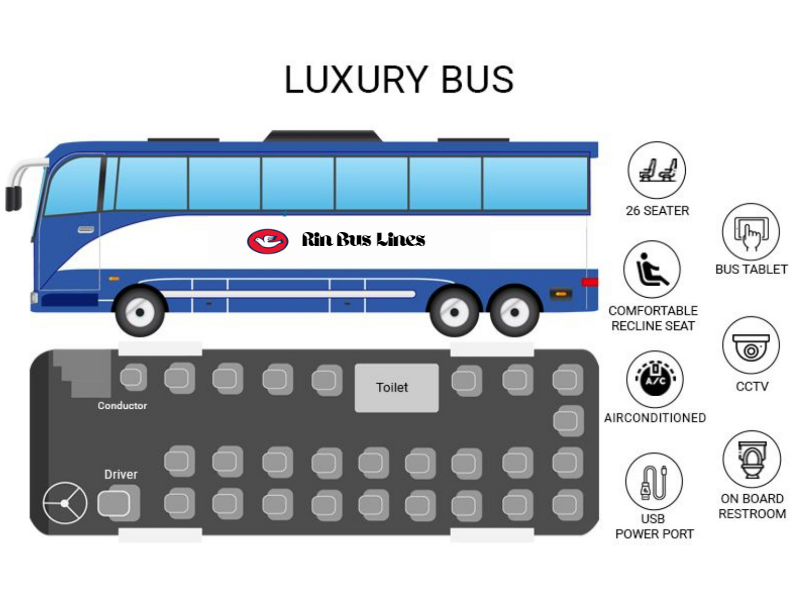 LUXURY BUS
Rin Bus Lines
26 SEATER
BUS TABLET
COMFORTABLE
RECLINE SEAT
CCTV
A/C
AIRCONDITIONED
USB
POWER PORT
ON BOARD
RESTROOM
Toilet
Conductor
Driver